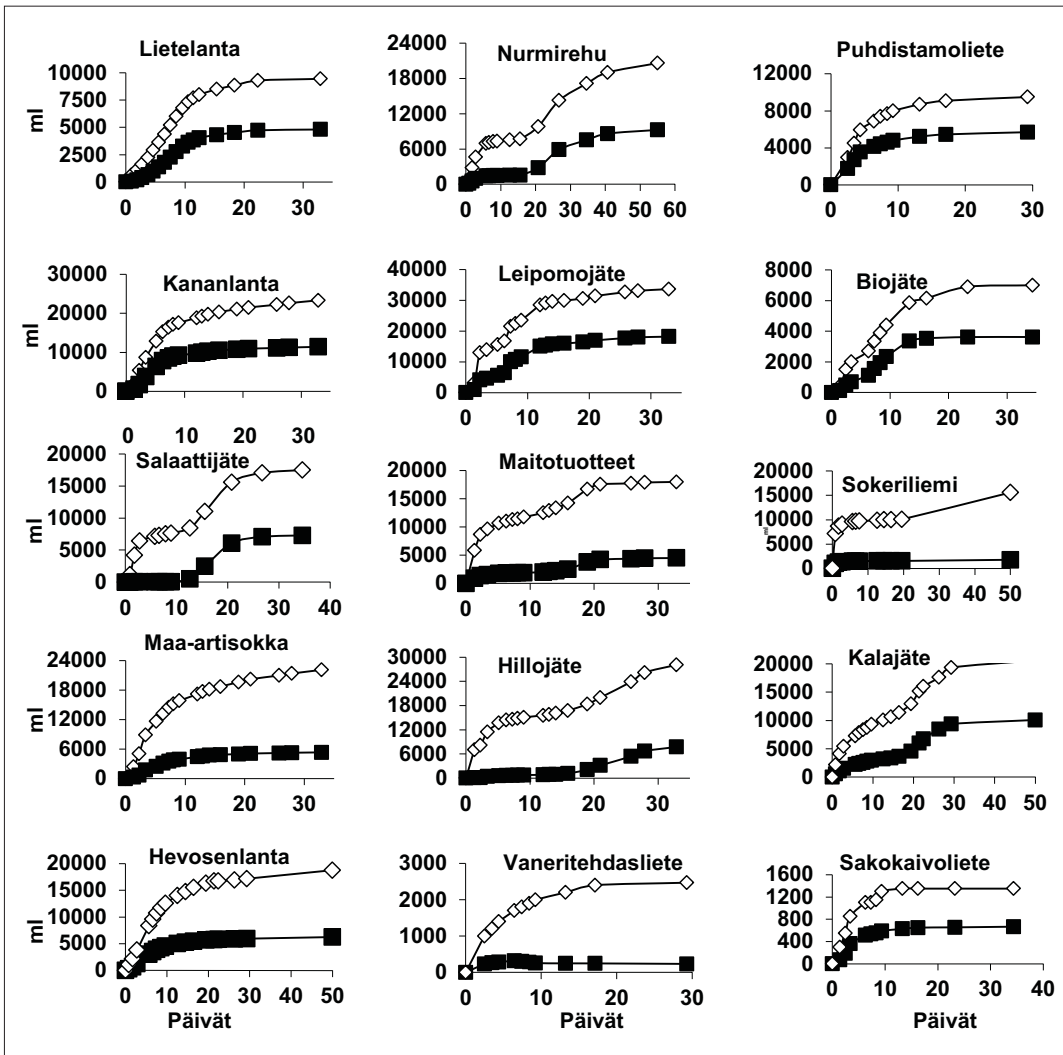 Lietelanta
ml
10000
7500
5000
2500
0
0 10 20 30
Nurmirehu
24000
18000
12000
6000
0
0 10 20 30 40 50 60
Puhdistamoliete
12000
8000
4000
0
0 10 20 30
Kananlanta
30000
20000
10000
0
0 10 20 30
Leipomojäte
40000
30000
20000
10000
0
0 10 20 30
Biojäte
8000
6000
4000
2000
0
0 10 20 30
Salaattijäte
20000
15000
10000
5000
0
0 10 20 30 40
Maitotuotteet
20000
15000
10000
5000
0
0 10 20 30
Sokeriliemi
ml
20000
15000
10000
5000
0
0 10 20 30 40 50
Maa-artisokka
24000
18000
12000
6000
0
0 10 20 30
Hillojäte
30000
24000
18000
12000
6000
0
0 10 20 30
Kalajäte
20000
15000
10000
5000
0
0 10 20 30 40 50
Hevosenlanta
ml
20000
15000
10000
5000
0
0 10 20 30 40 50
Päivät
Vaneritehdasliete
3000
2000
1000
0
0 10 20 30
Päivät
Sakokaivoliete
1600
1200
800
400
0
0 10 20 30 40
Päivät